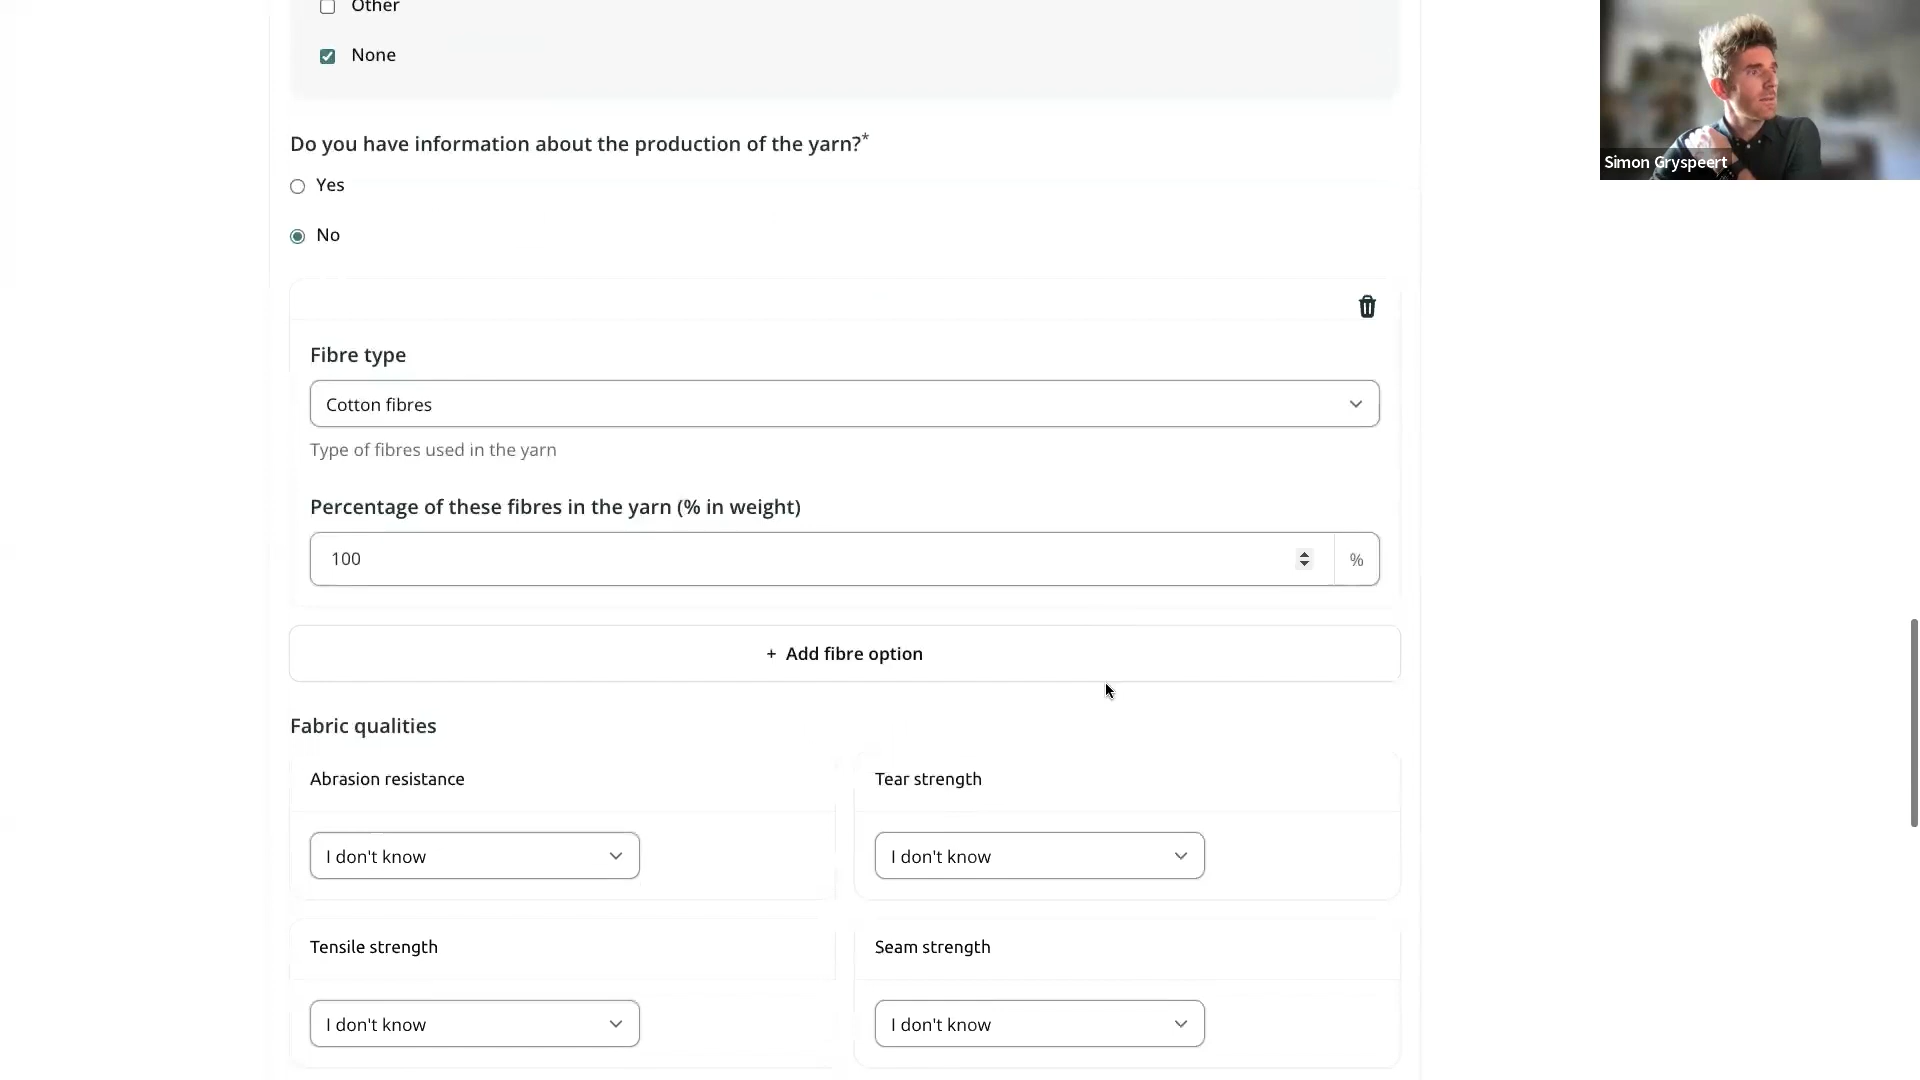 Other
None
Simon Gryspeert
Do you have information about the production of the yarn?*
Yes
No
Fibre type
Cotton fibres
Type of fibres used in the yarn
Percentage of these fibres in the yarn (% in weight)
100
%
+ Add fibre option
Fabric qualities
Abrasion resistance
Tear strength
I don't know
I don't know
Tensile strength
Seam strength
I don't know
I don't know